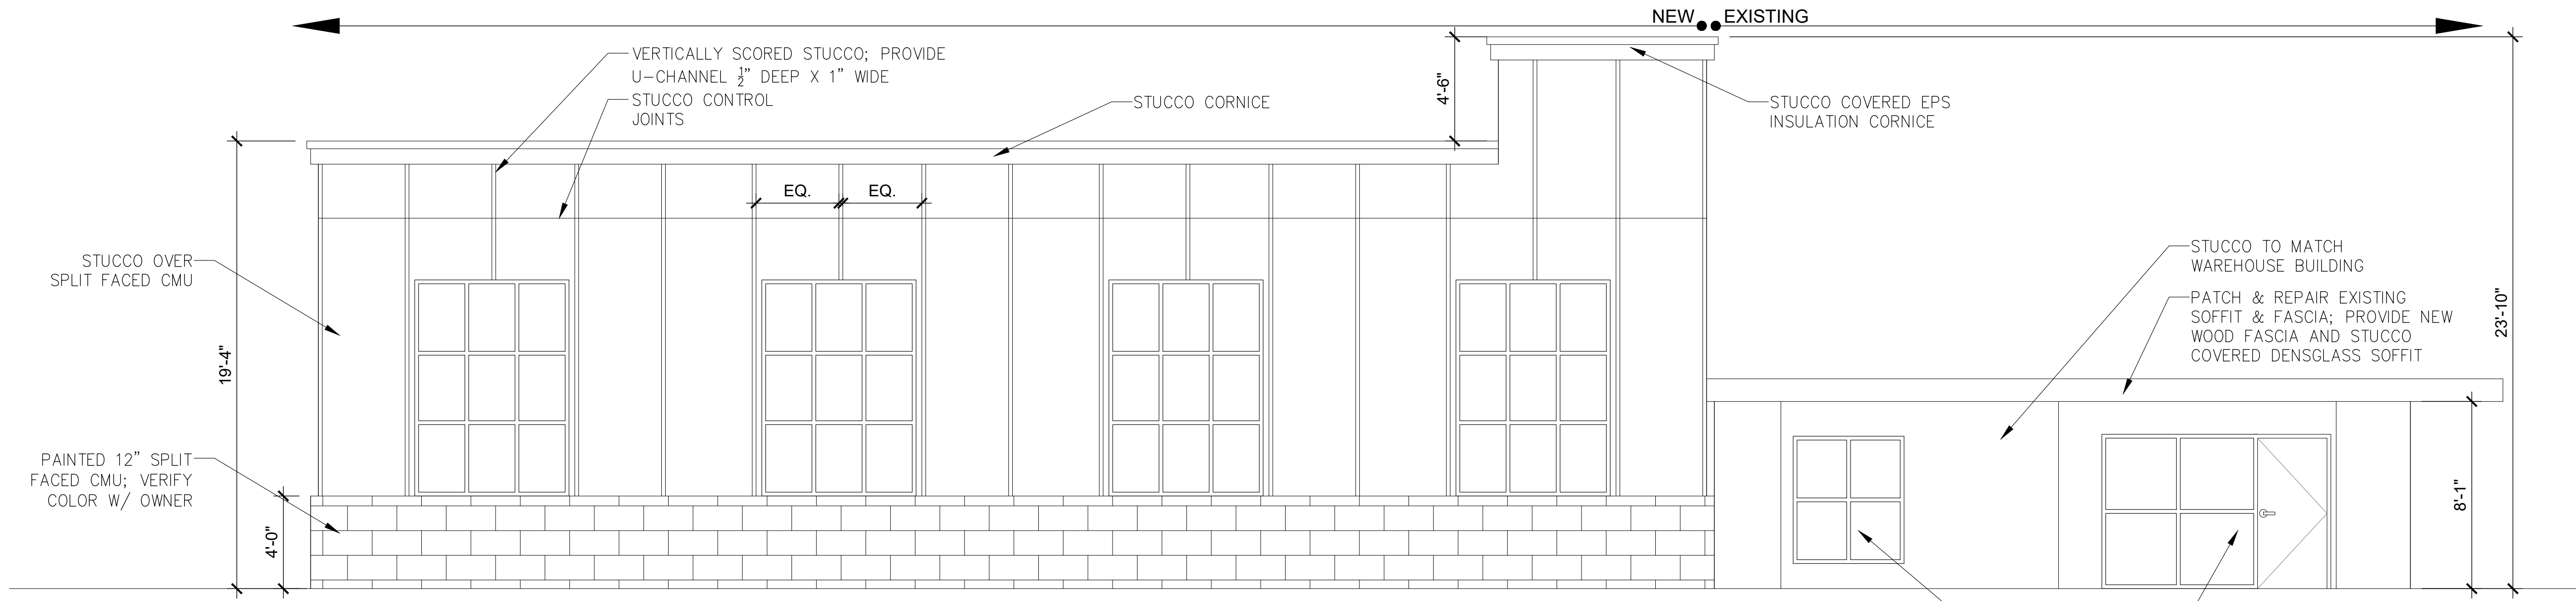 NEW EXISTING
VERTICALLY SCORED STUCCO; PROVIDE
U-CHANNEL ½" DEEP X 1" WIDE
STUCCO CONTROL
JOINTS
STUCCO CORNICE
4'-6"
STUCCO COVERED EPS
INSULATION CORNICE
EQ. EQ.
STUCCO OVER
SPLIT FACED CMU
19'-4"
PAINTED 12" SPLIT
FACED CMU; VERIFY
COLOR W/ OWNER
4'-0"
STUCCO TO MATCH
WAREHOUSE BUILDING
PATCH & REPAIR EXISTING
SOFFIT & FASCIA; PROVIDE NEW
WOOD FASCIA AND STUCCO
COVERED DENSGLASS SOFFIT
23'-10"
8'-1"